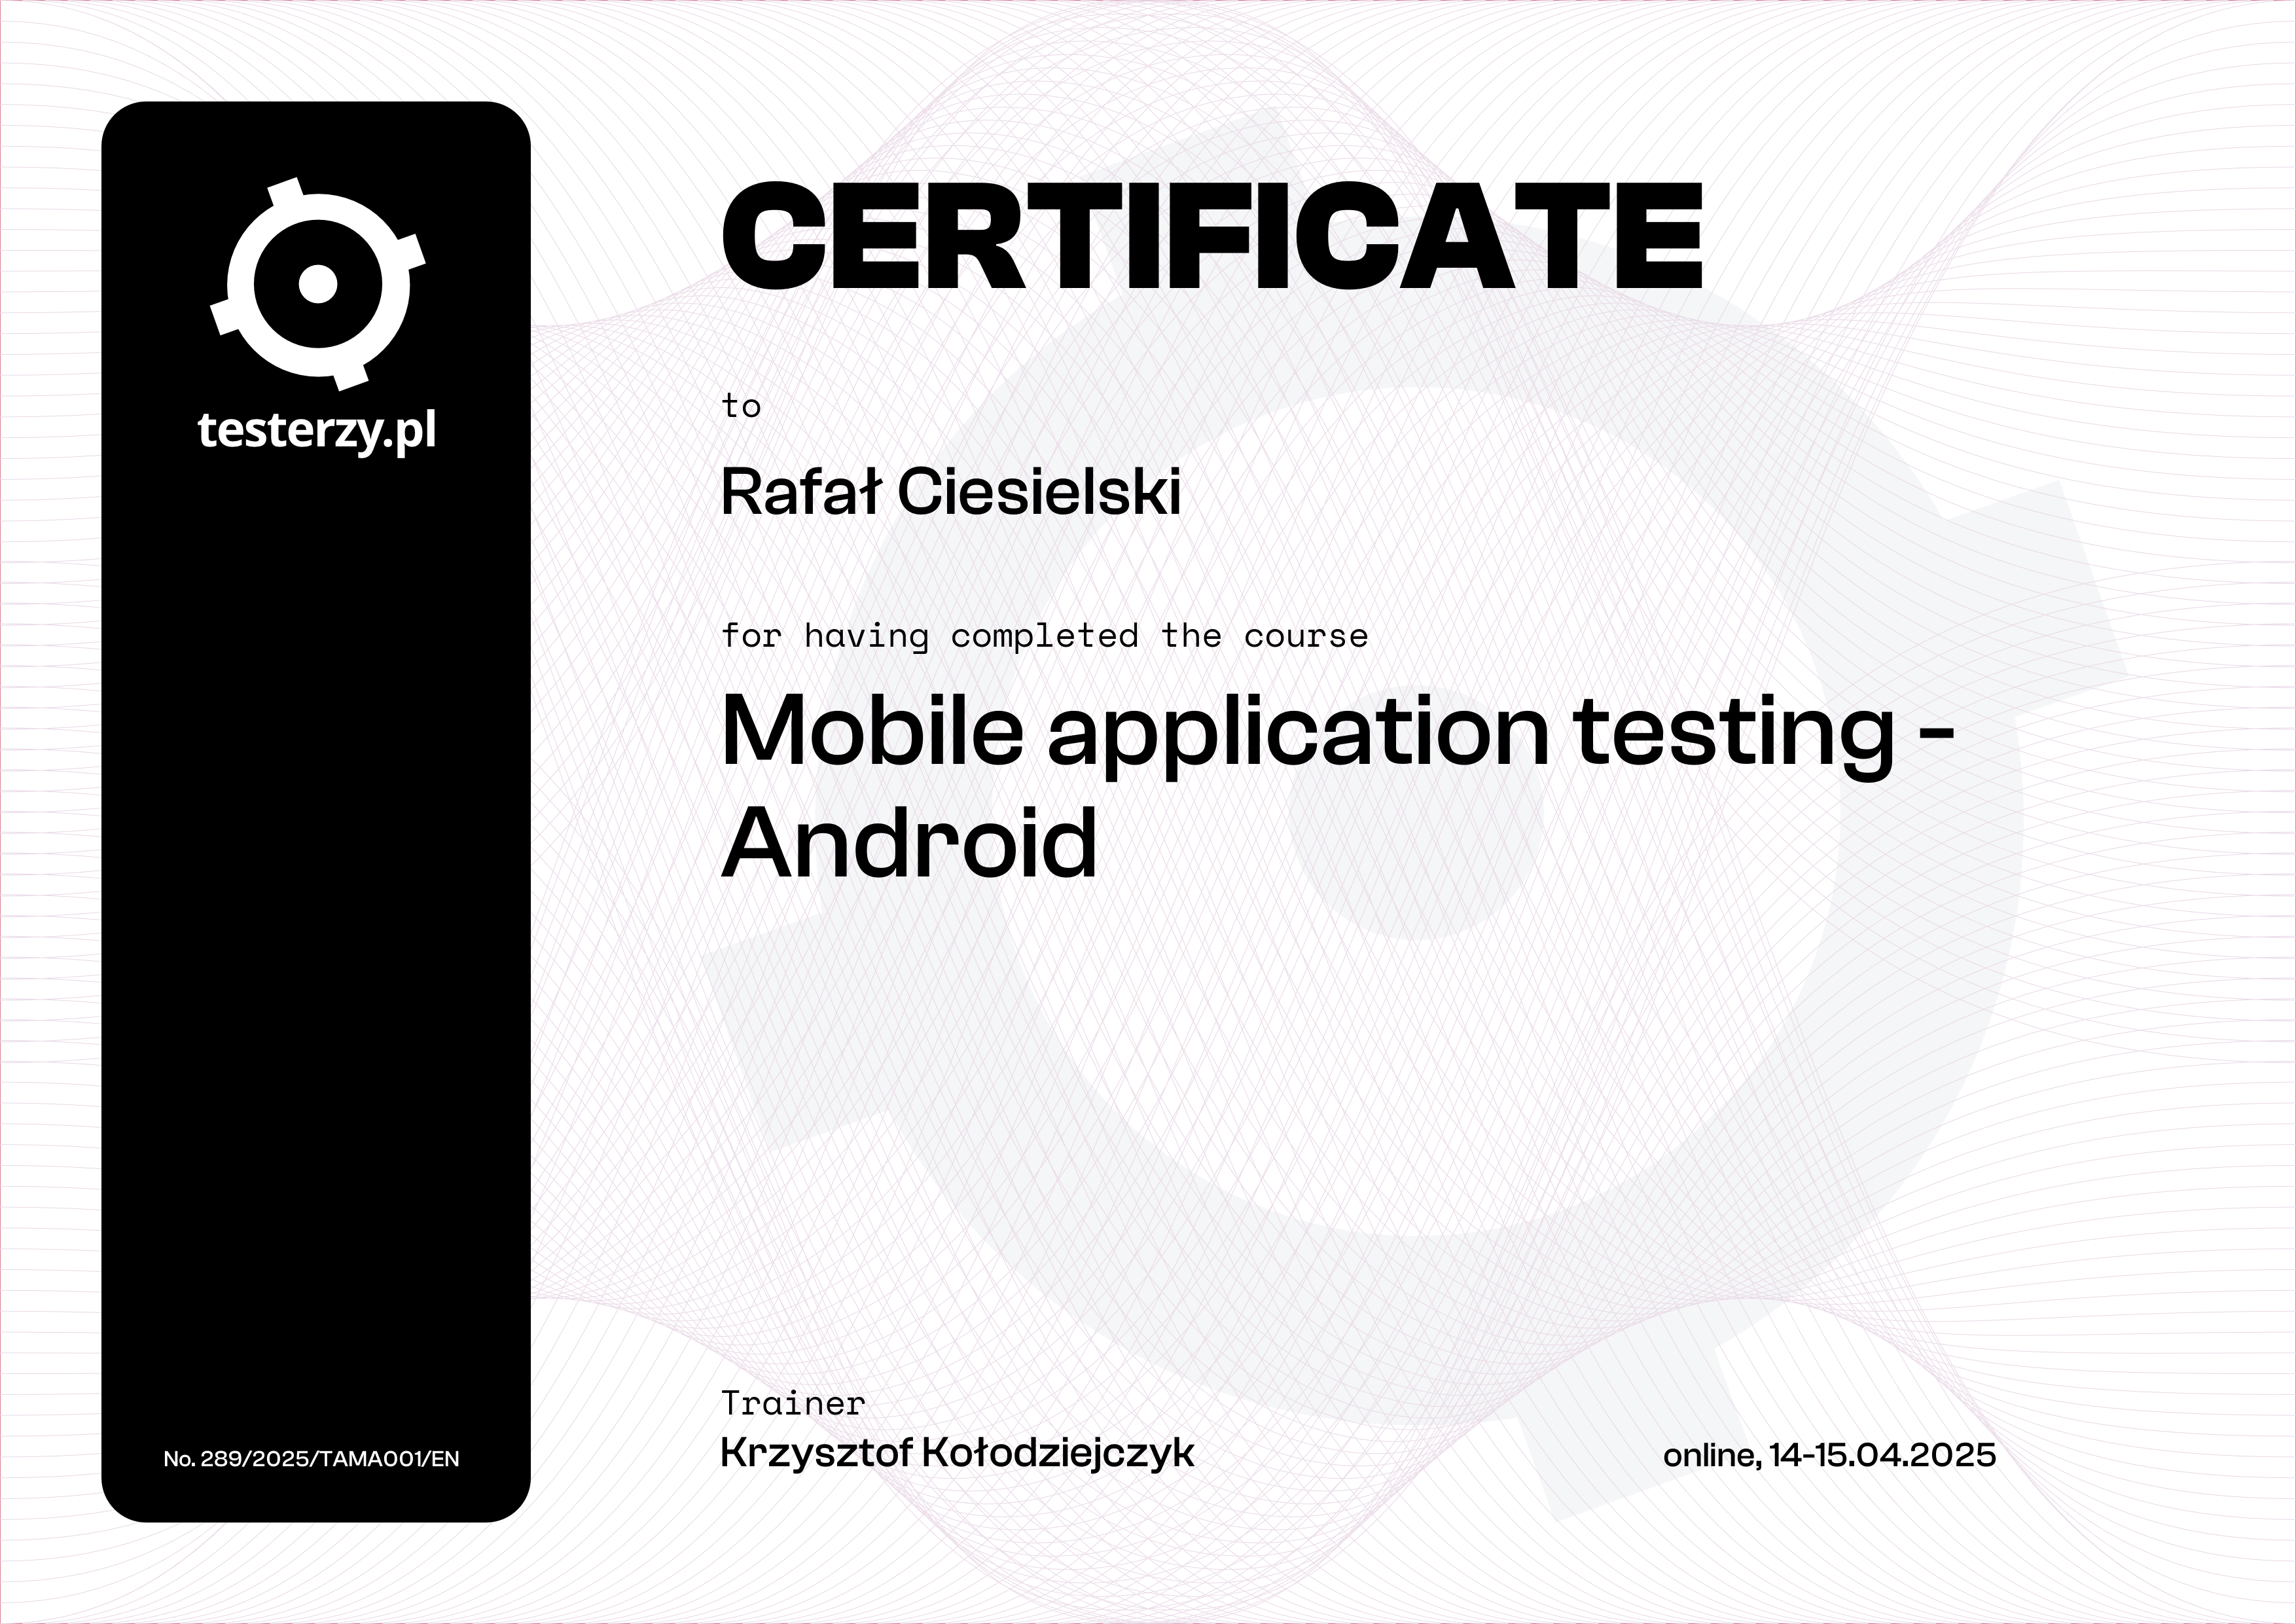 testerzy.pl
CERTIFICATE
to
Rafał Ciesielski
for having completed the course
Mobile application testing -
Android
Trainer
Krzysztof Kołodziejczyk
online, 14-15.04.2025
No. 289/2025/TAMA001/EN